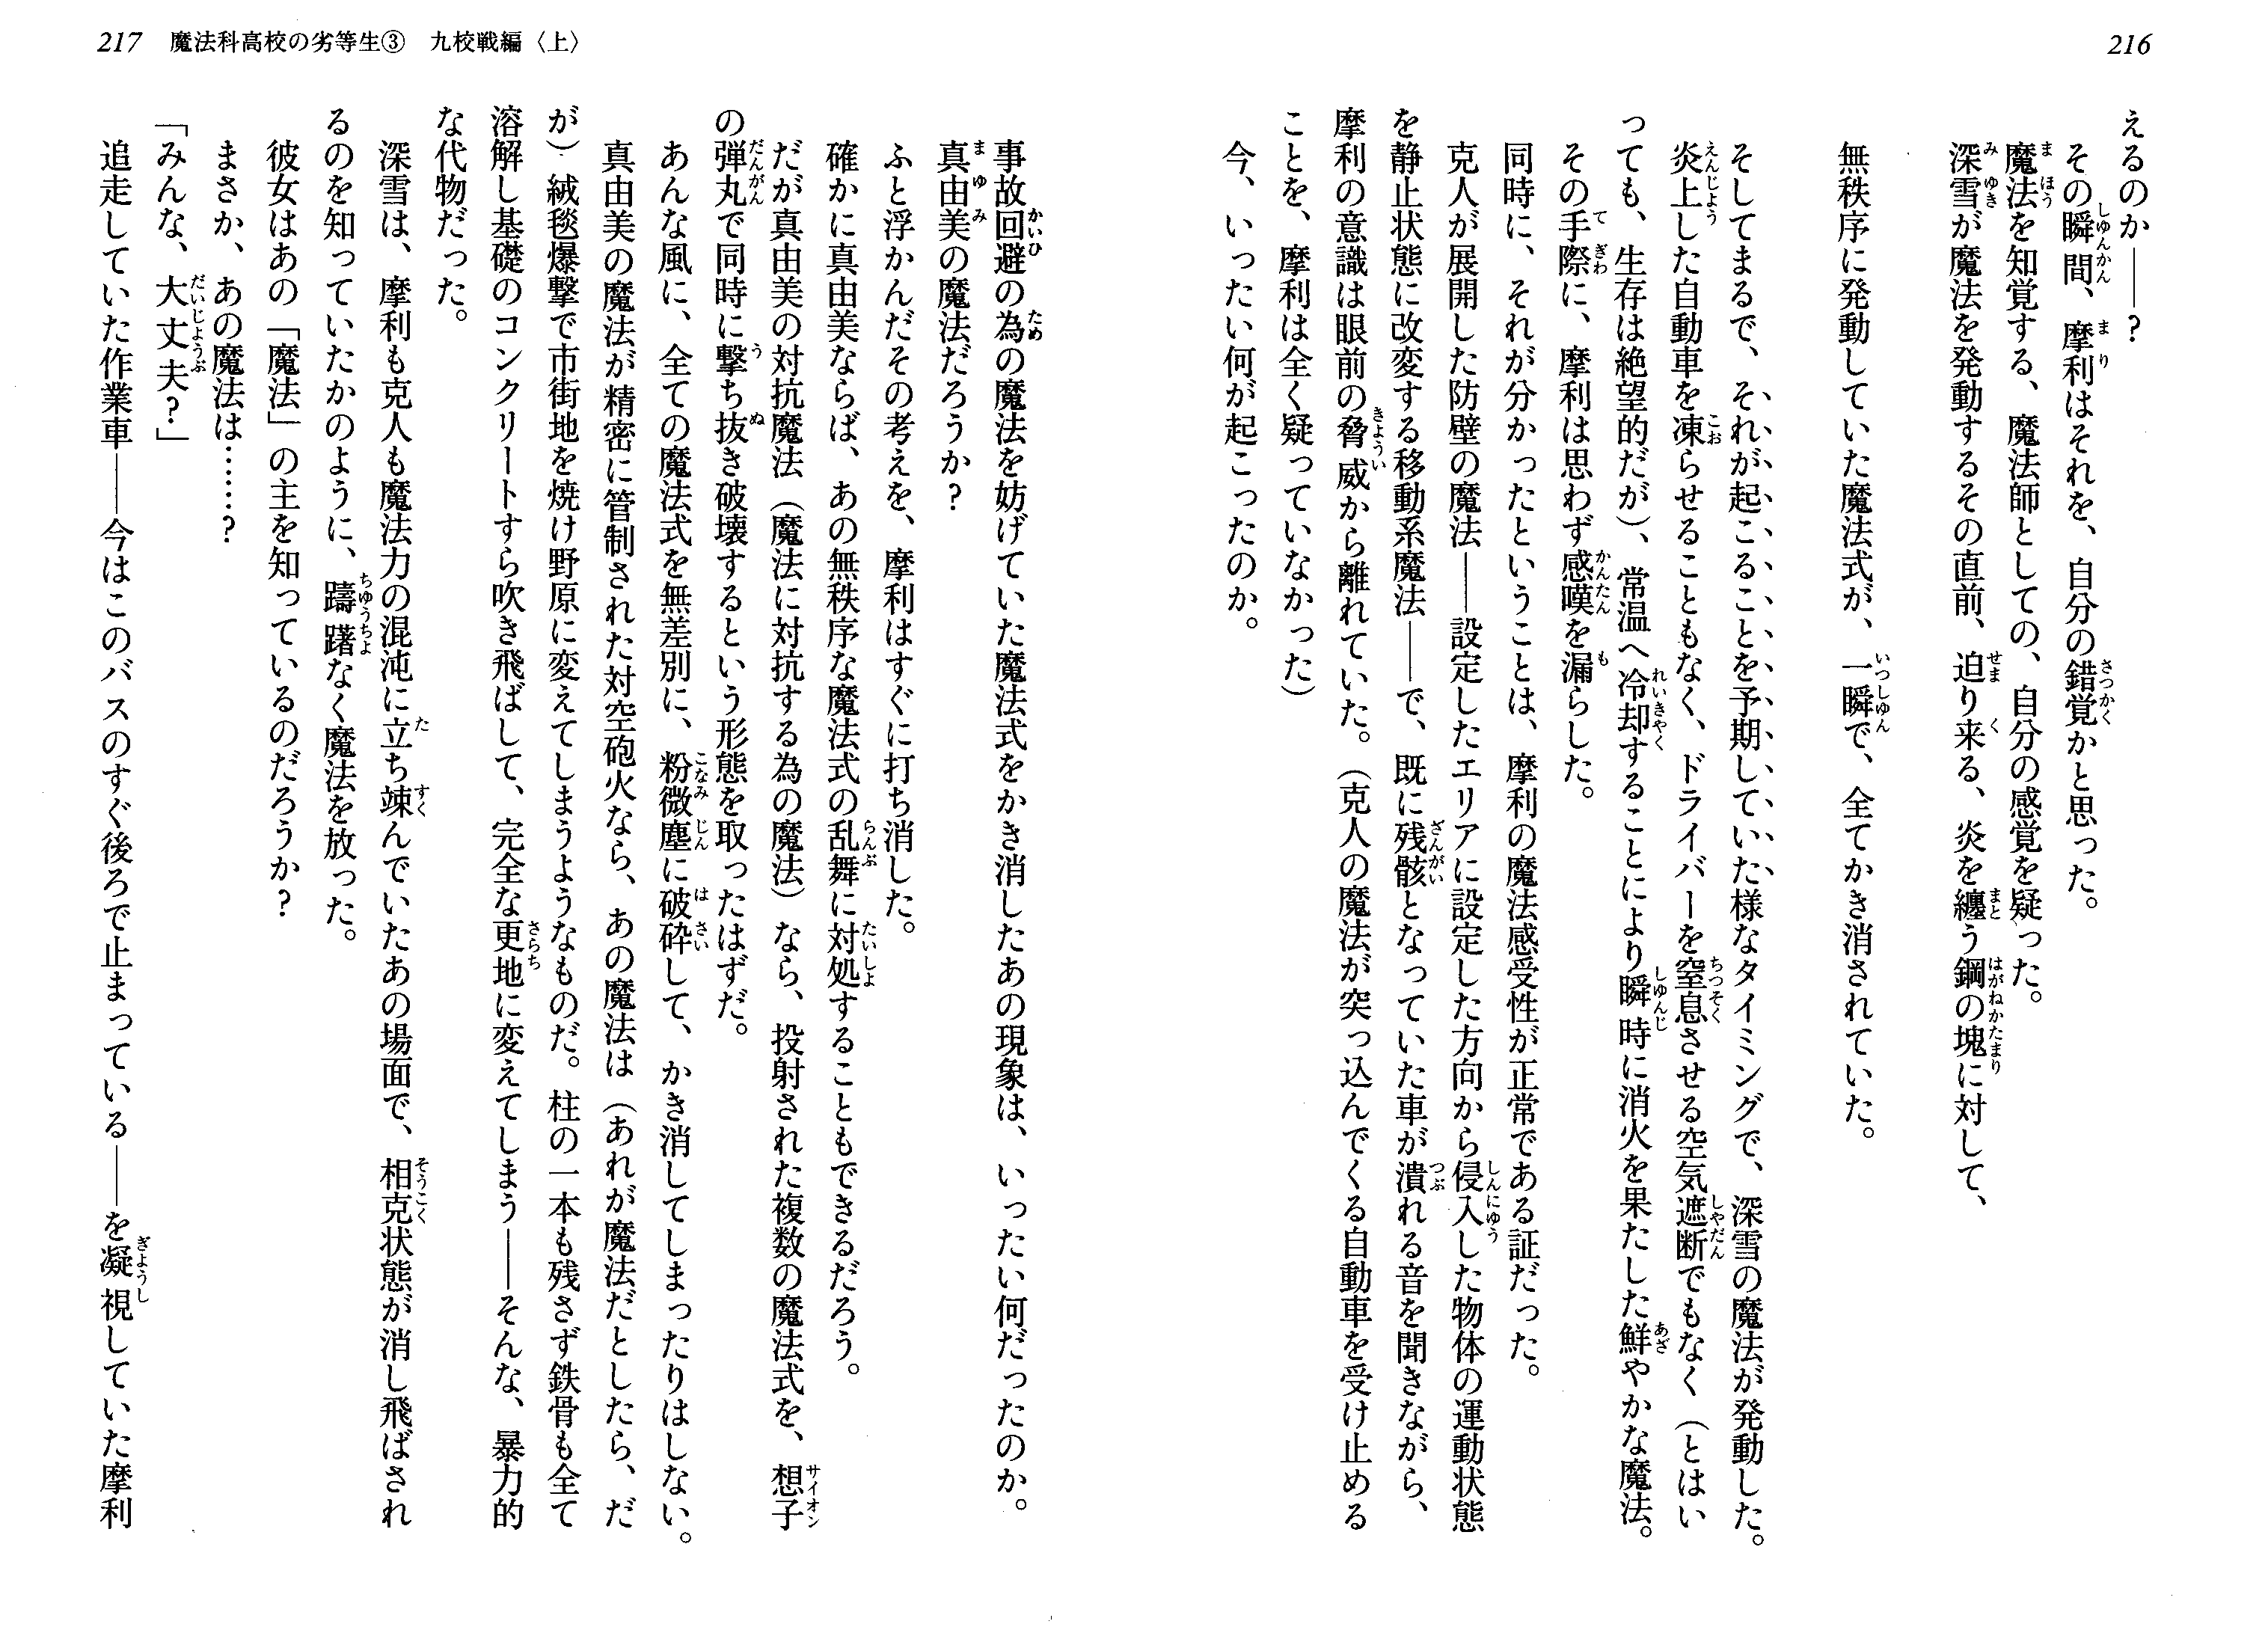 216
えるのか――？
その瞬間、摩利はそれを、自分の錯覚かと思った。
魔法を知覚する、魔法師としての、自分の感覚を疑った。
深雪が魔法を発動するその直前、迫り来る、炎を纏う鋼の塊に対して、
無秩序に発動していた魔法式が、一瞬で、全てかき消されていた。
そしてまるで、それが起こることを予期していた様なタイミングで、深雪の魔法が発動した。
炎上した自動車を凍らせることもなく、ドライバーを窒息させる空気遮断でもなく（とはい
っても、生存は絶望的だが）、常温へ冷却することにより瞬時に消火を果たした鮮やかな魔法。
その手際に、摩利は思わず感嘆を漏らした。
同時に、それが分かったということは、摩利の魔法感受性が正常である証だった。
克人が展開した防壁の魔法――設定したエリアに設定した方向から侵入した物体の運動状態
を静止状態に改変する移動系魔法――で、既に残骸となっていた車が潰れる音を聞きながら、
摩利の意識は眼前の脅威から離れていた。（克人の魔法が突っ込んでくる自動車を受け止める
ことを、摩利は全く疑っていなかった）
今、いったい何が起こったのか。
217 魔法科高校の劣等生③ 九校戦編〈上〉
事故回避の為の魔法を妨げていた魔法式をかき消したあの現象は、いったい何だったのか。
真由美の魔法だろうか？
ふと浮かんだその考えを、摩利はすぐに打ち消した。
確かに真由美ならば、あの無秩序な魔法式の乱舞に対処することもできるだろう。
だが真由美の対抗魔法（魔法に対抗する為の魔法）なら、投射された複数の魔法式を、想子
の弾丸で同時に撃ち抜き破壊するという形態を取ったはずだ。
あんな風に、全ての魔法式を無差別に、粉微塵に破砕して、かき消してしまったりはしない。
真由美の魔法が精密に管制された対空砲火なら、あの魔法は（あれが魔法だとしたら、だ
が）絨毯爆撃で市街地を焼け野原に変えてしまうようなものだ。柱の一本も残さず鉄骨も全て
溶解し基礎のコンクリートすら吹き飛ばして、完全な更地に変えてしまう――そんな、暴力的
な代物だった。
深雪は、摩利も克人も魔法力の混沌に立ち竦んでいたあの場面で、相克状態が消し飛ばされ
るのを知っていたかのように、躊躇なく魔法を放った。
彼女はあの「魔法」の主を知っているのだろうか？
まさか、あの魔法は……？
「みんな、大丈夫？」
追走していた作業車――今はこのバスのすぐ後ろで止まっている――を凝視していた摩利